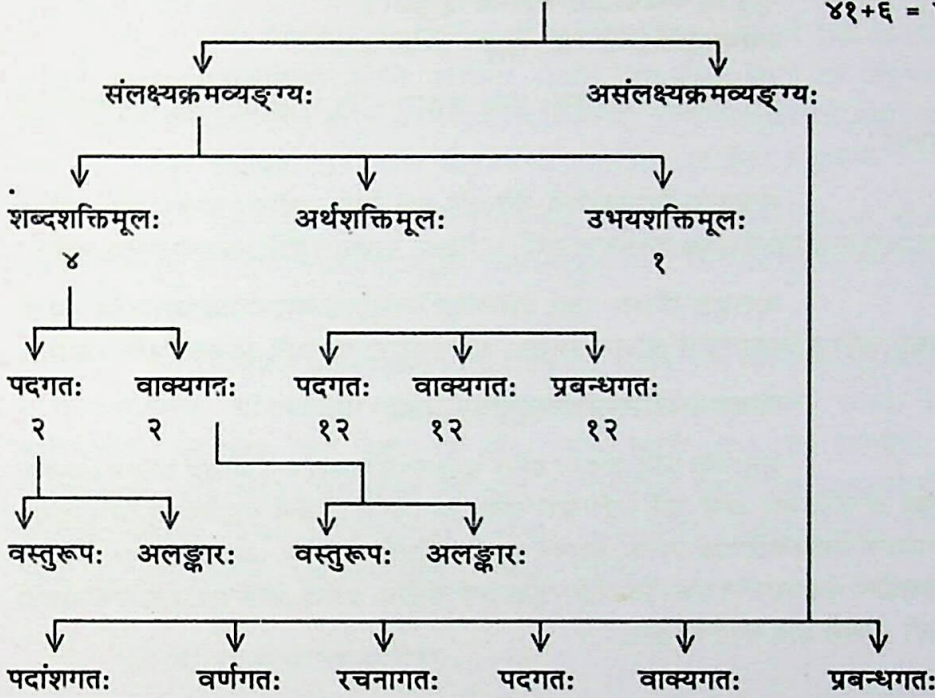 ४१+६ =
संलक्ष्यक्रमव्यङ्ग्यः असंलक्ष्यक्रमव्यङ्ग्यः
शब्दशक्तिमूलः अर्थशक्तिमूलः उभयशक्तिमूलः
४ १
पदगतः वाक्यगतः पदगतः वाक्यगतः प्रबन्धगतः
२ २ १२ १२ १२
वस्तुरूपः अलङ्कारः वस्तुरूपः अलङ्कारः
पदांशगतः वर्णगतः रचनागतः पदगतः वाक्यगतः प्रबन्धगतः